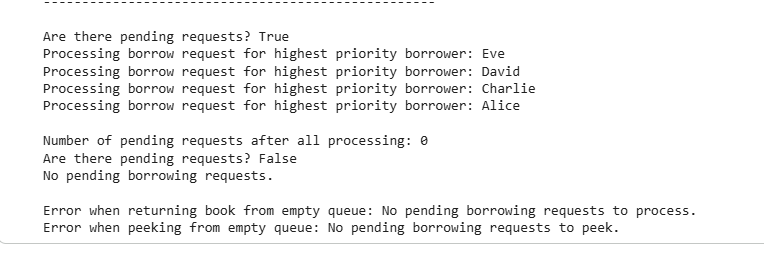 --------------------------------------------------
Are there pending requests? True
Processing borrow request for highest priority borrower: Eve
Processing borrow request for highest priority borrower: David
Processing borrow request for highest priority borrower: Charlie
Processing borrow request for highest priority borrower: Alice
Number of pending requests after all processing: 0
Are there pending requests? False
No pending borrowing requests.
Error when returning book from empty queue: No pending borrowing requests to process.
Error when peeking from empty queue: No pending borrowing requests to peek.